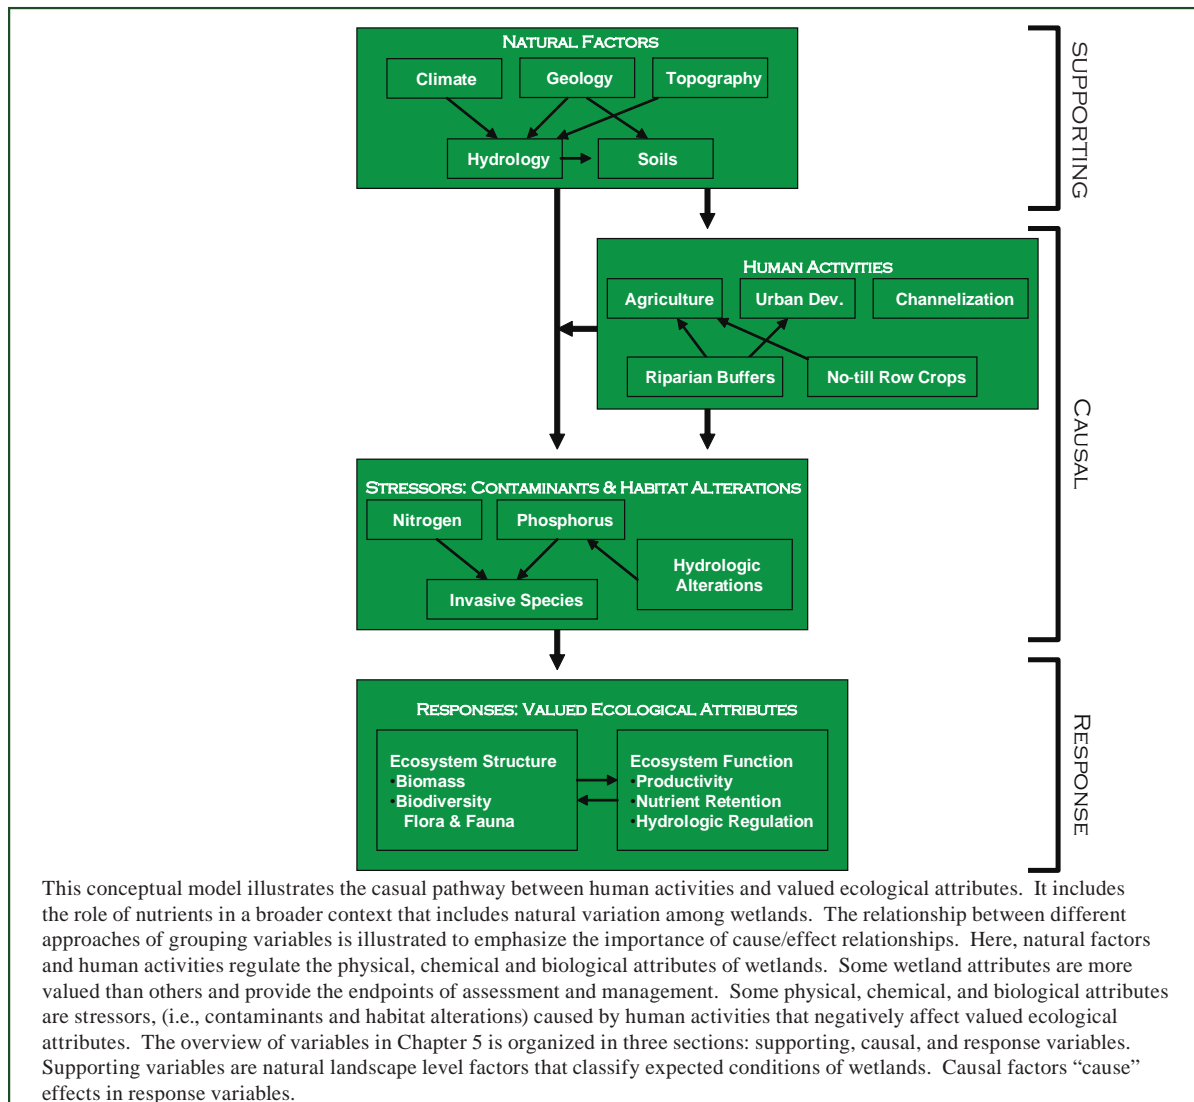 NATURAL FACTORS
Climate
Geology
Topography
Hydrology
Soils
SUPPORTING
HUMAN ACTIVITIES
Agriculture
Urban Dev.
Channelization
Riparian Buffers
No-till Row Crops
CAUSAL
STRESSORS: CONTAMINANTS & HABITAT ALTERATIONS
Nitrogen
Phosphorus
Hydrologic
Alterations
Invasive Species
RESPONSES: VALUED ECOLOGICAL ATTRIBUTES
Ecosystem Structure
•Biomass
•Biodiversity
Flora & Fauna
Ecosystem Function
•Productivity
•Nutrient Retention
•Hydrologic Regulation
RESPONSE
This conceptual model illustrates the casual pathway between human activities and valued ecological attributes. It includes
the role of nutrients in a broader context that includes natural variation among wetlands. The relationship between different
approaches of grouping variables is illustrated to emphasize the importance of cause/effect relationships. Here, natural factors
and human activities regulate the physical, chemical and biological attributes of wetlands. Some wetland attributes are more
valued than others and provide the endpoints of assessment and management. Some physical, chemical, and biological attributes
are stressors, (i.e., contaminants and habitat alterations) caused by human activities that negatively affect valued ecological
attributes. The overview of variables in Chapter 5 is organized in three sections: supporting, causal, and response variables.
Supporting variables are natural landscape level factors that classify expected conditions of wetlands. Causal factors “cause”
effects in response variables.